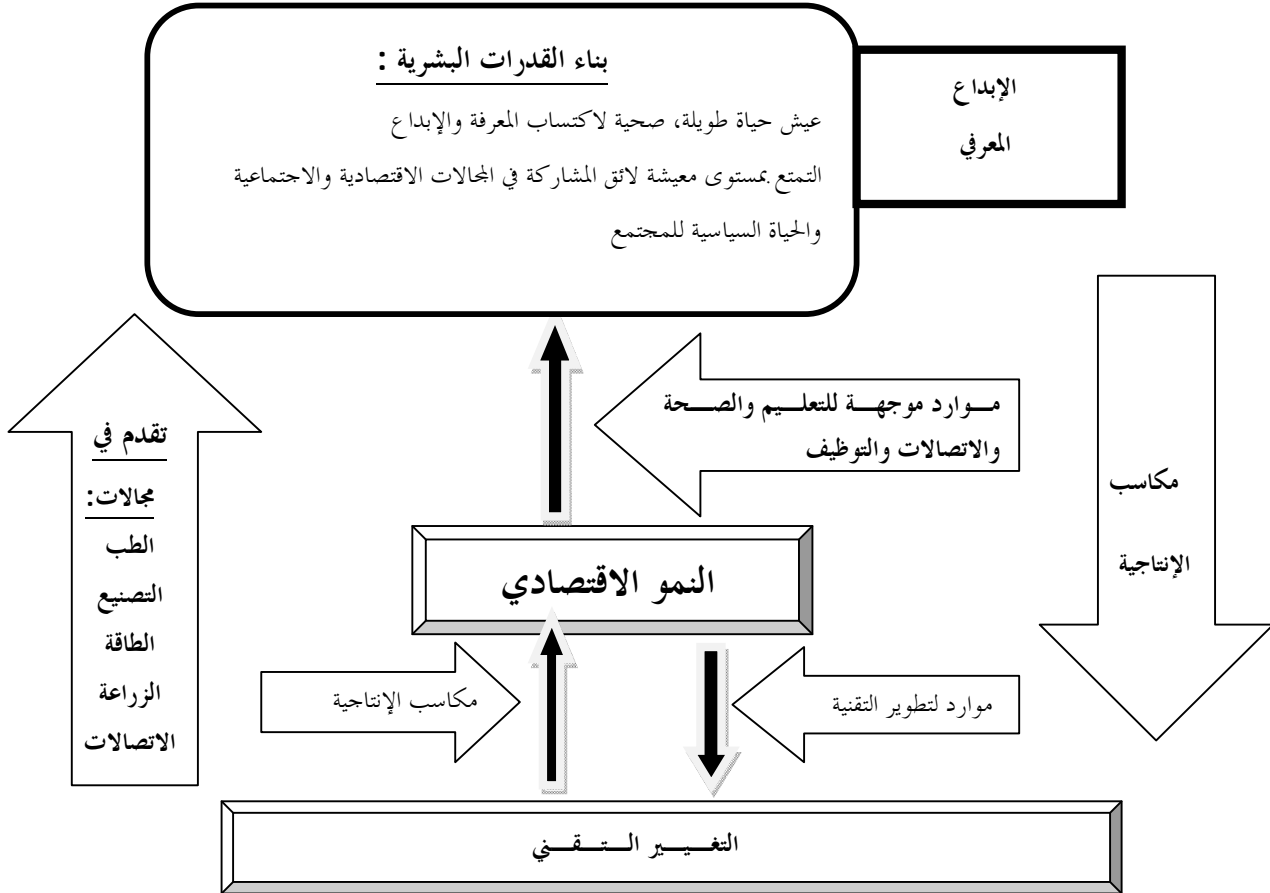 بناء القدرات البشرية :
عيش حياة طويلة، صحية لاكتساب المعرفة والإبداع
التمتع بمستوى معيشة لائق المشاركة في المجالات الاقتصادية والاجتماعية
والحياة السياسية للمجتمع
الإبداع
المعرفي
موارد موجهة للتعليم والصحة
والاتصالات والتوظيف
مكاسب
الإنتاجية
تقدم في
مجالات:
الطب
التصنيع
الطاقة
الزراعة
الاتصالات
النمو الاقتصادي
موارد لتطوير التقنية
مكاسب الإنتاجية
التغيير التقني